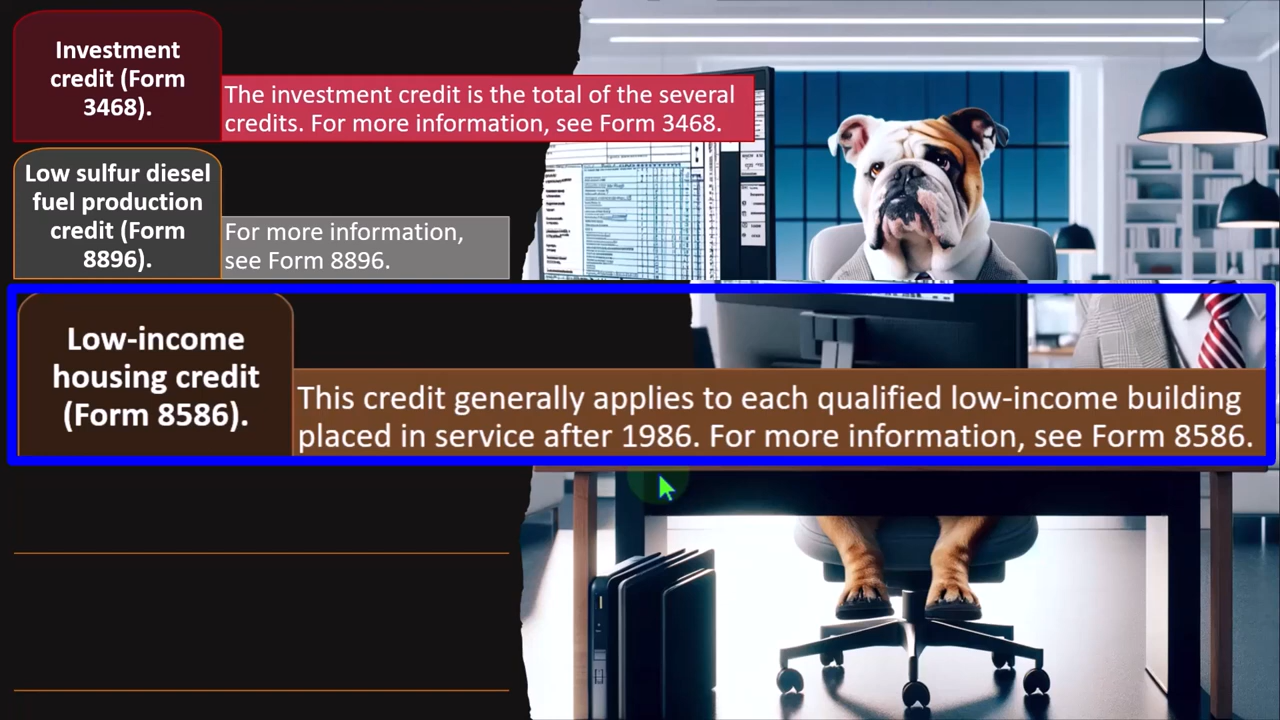 Investment
credit (Form
3468).
The investment credit is the total of the several
credits. For more information, see Form 3468.
Low sulfur diesel
fuel production
credit (Form
8896).
For more information,
see Form 8896.
Low-income
housing credit
(Form 8586).
This credit generally applies to each qualified low-income building
placed in service after 1986. For more information, see Form 8586.